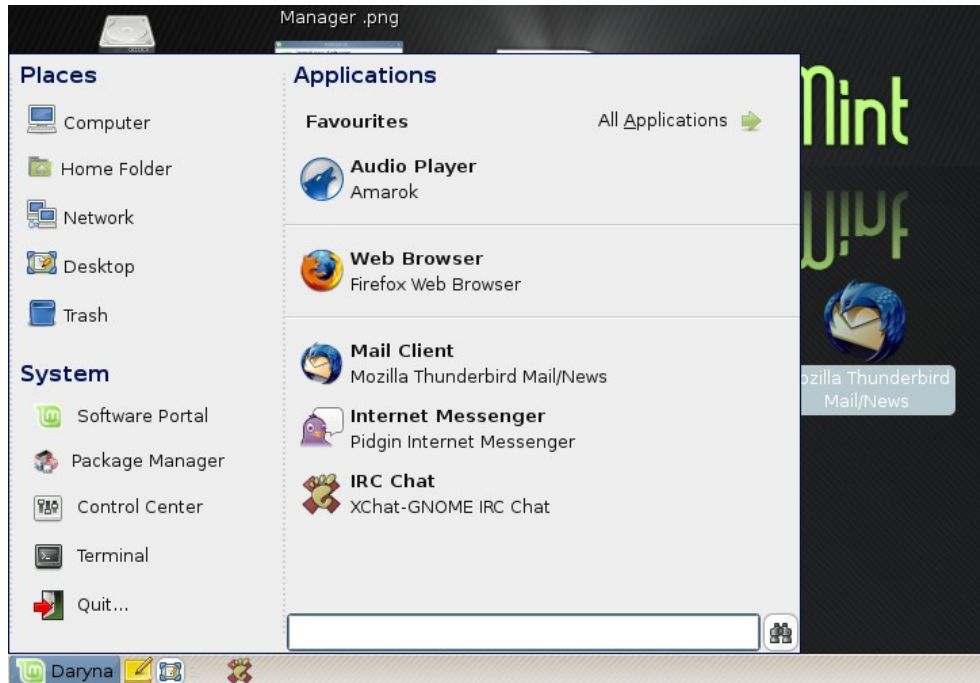 Manager .png
Places
Computer
Home Folder
Network
Desktop
Trash
System
Software Portal
Package Manager
Control Center
Terminal
Quit...
Applications
Favourites
All Applications
Audio Player
Amarok
Web Browser
Firefox Web Browser
Mail Client
Mozilla Thunderbird Mail/News
Internet Messenger
Pidgin Internet Messenger
IRC Chat
XChat-GNOME IRC Chat
Mint
ozilla Thunderbird
Mail/News
Daryna